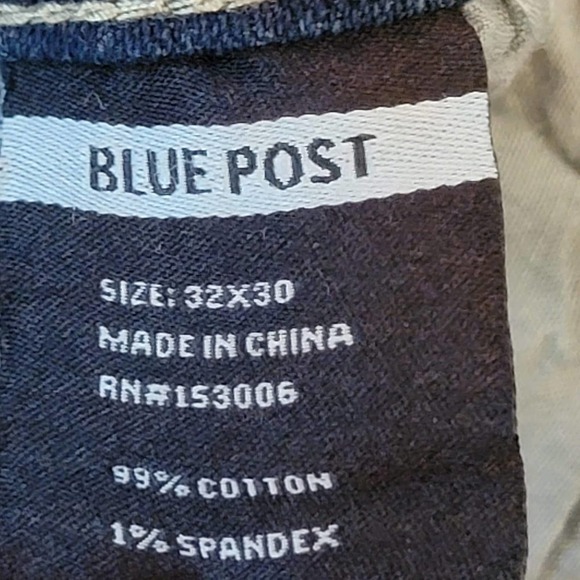 BLUE POST
SIZE: 32X30
MADE IN CHINA
RN#153006
99% COTTON
1% SPANDEX